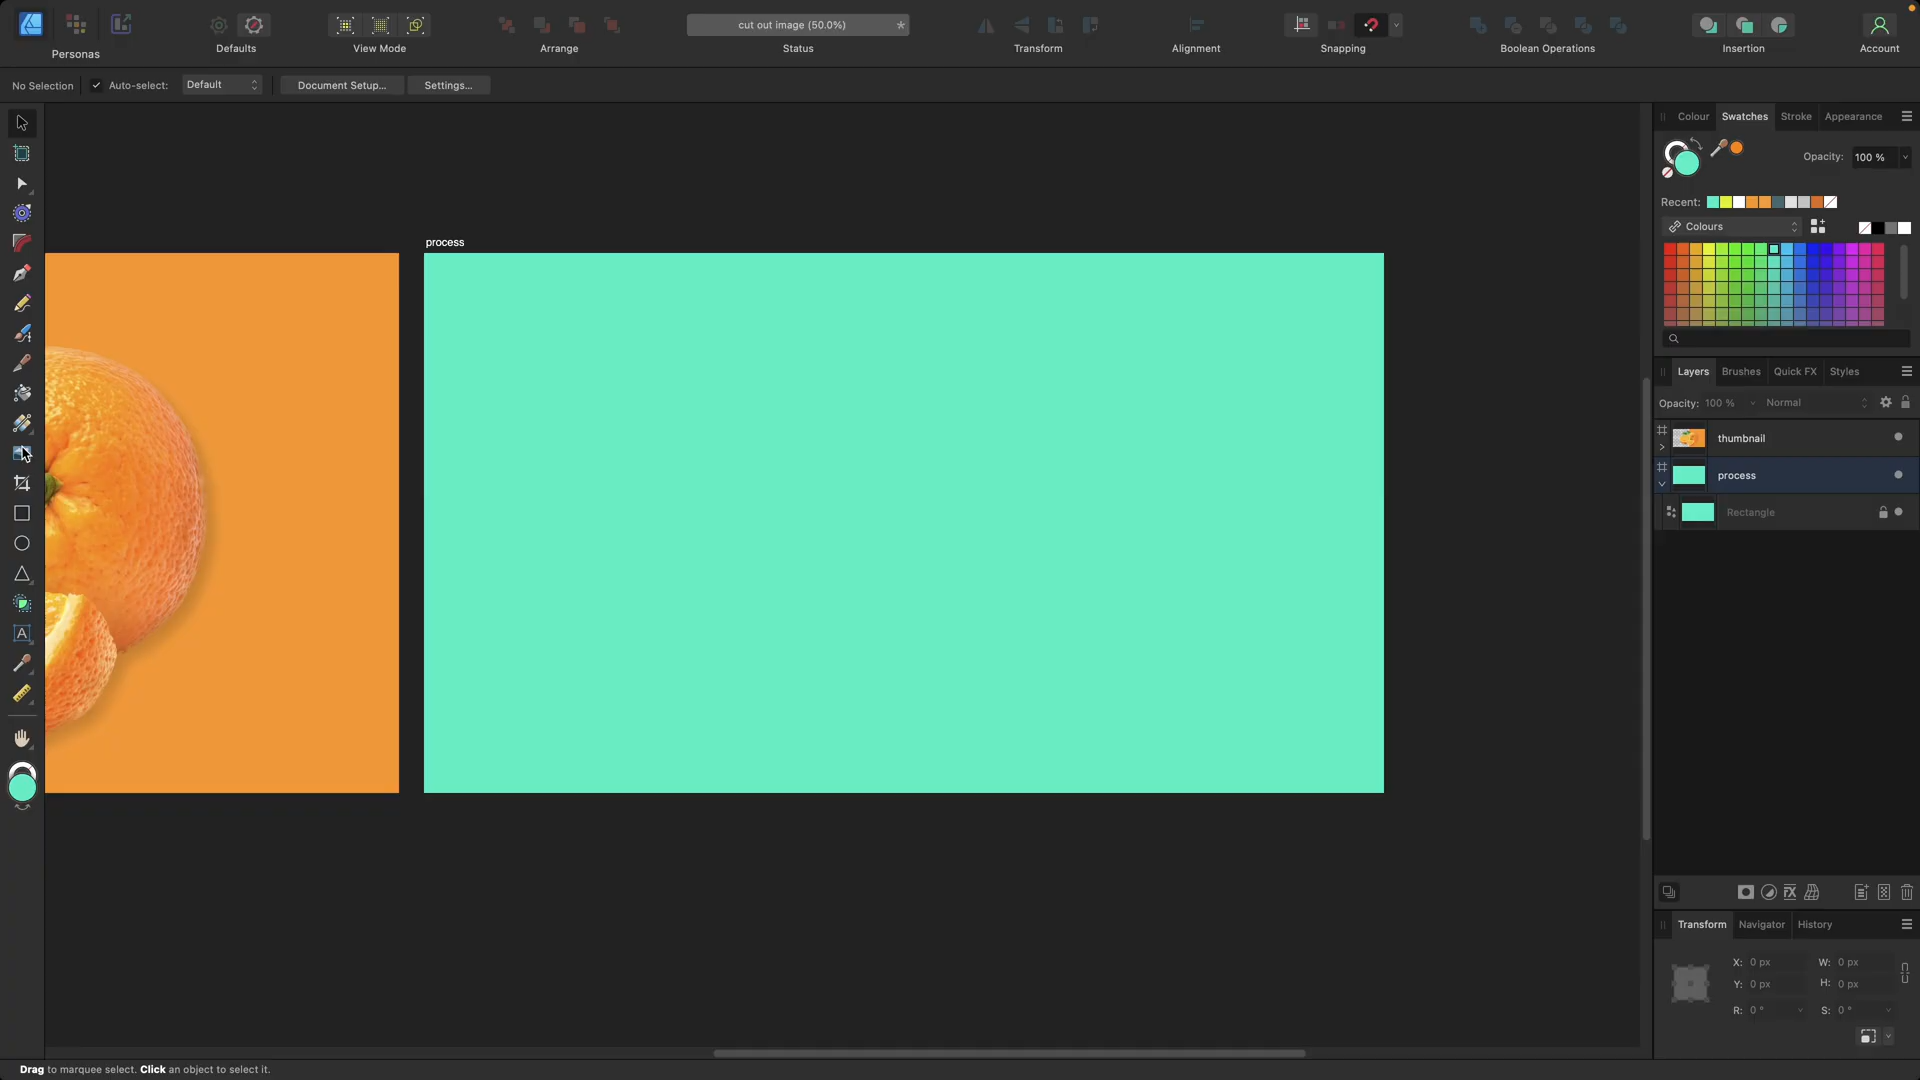 cut out image (50.0%)
*
Personas
Defaults
View Mode
Arrange
Status
Transform
Alignment
Snapping
Boolean Operations
Insertion
Account
No Selection
Auto-select:
Default
Document Setup...
Settings...
Colour
Swatches
Stroke
Appearance
Opacity:
100 %
Recent:
Colours
process
Layers
Brushes
Quick FX
Styles
Opacity:
100 %
Normal
thumbnail
process
Rectangle
A
FX
Transform
Navigator
History
X: 0 px
W: 0 px
Y: 0 px
H: 0 px
R: 0 °
S: 0 °
Drag to marquee select. Click an object to select it.